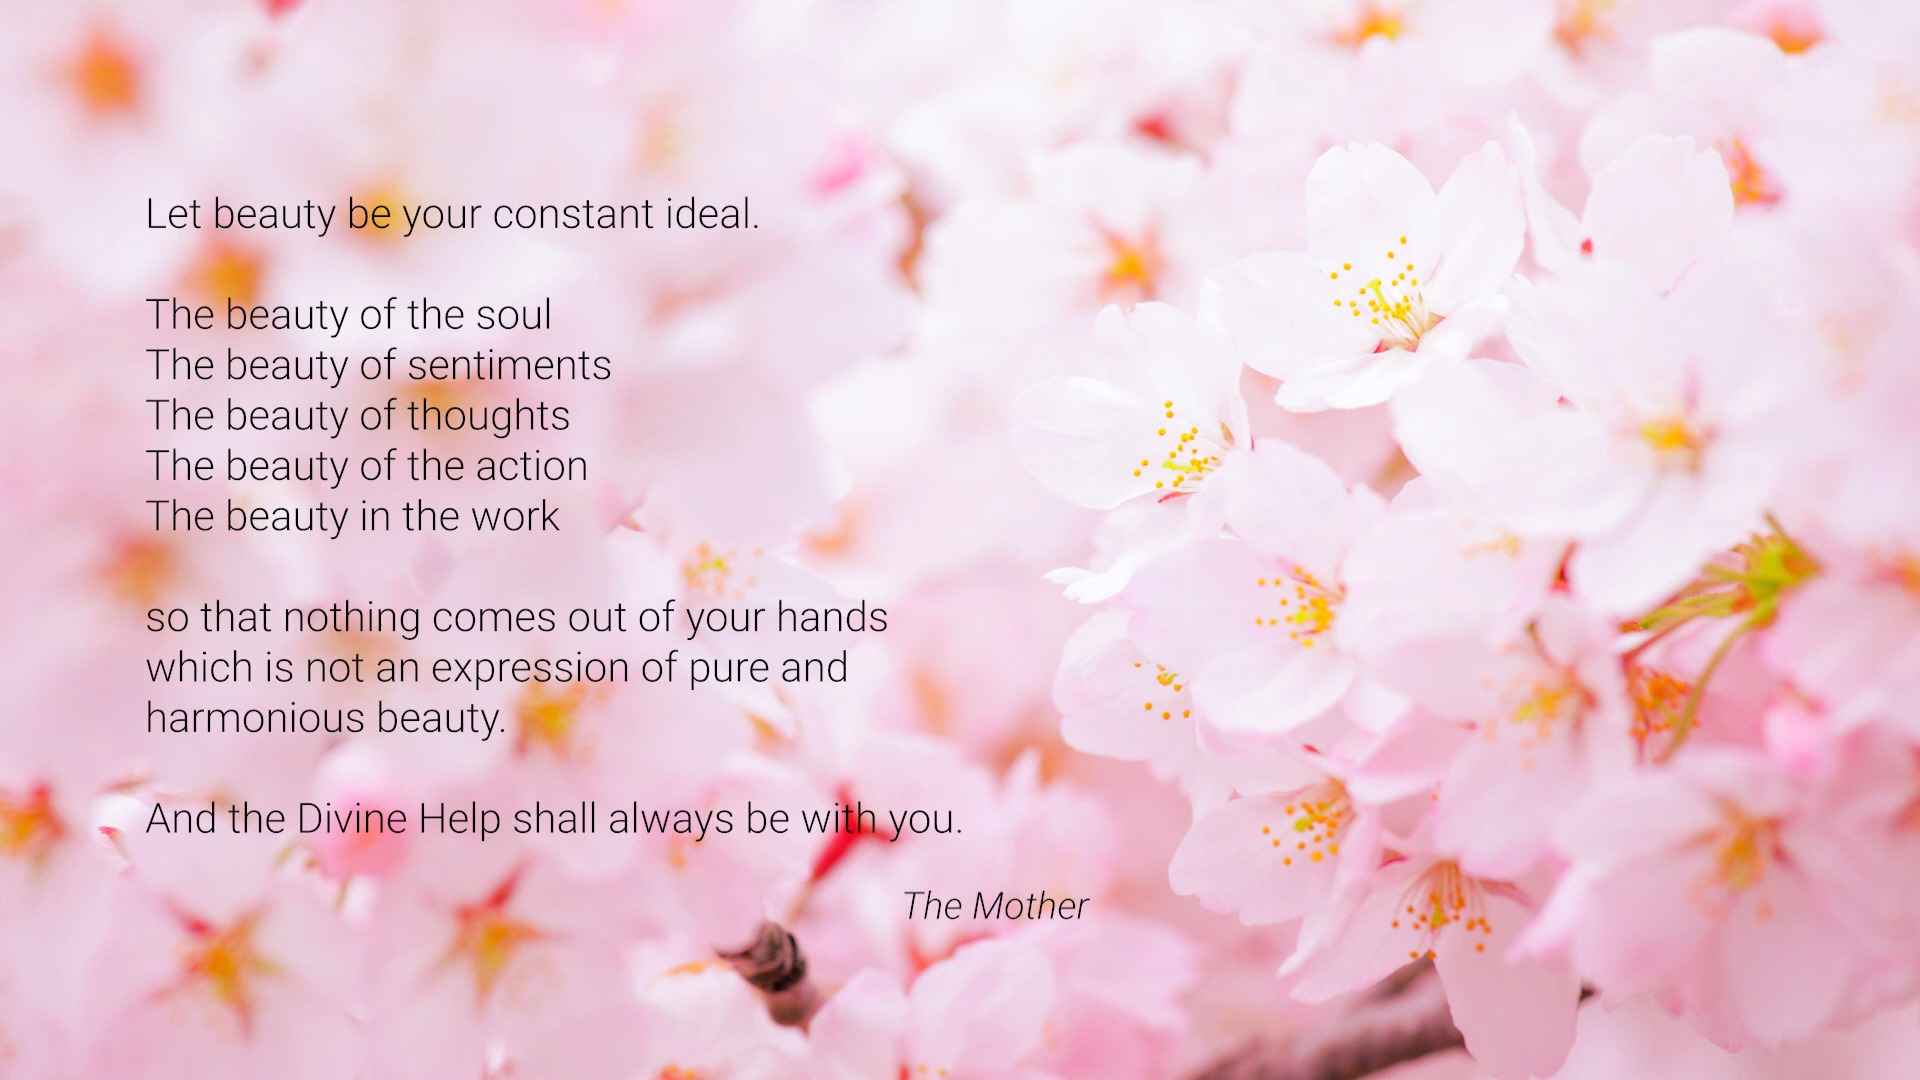 Let beauty be your constant ideal.
The beauty of the soul
The beauty of sentiments
The beauty of thoughts
The beauty of the action
The beauty in the work
so that nothing comes out of your hands
which is not an expression of pure and
harmonious beauty.
And the Divine Help shall always be with you.
The Mother